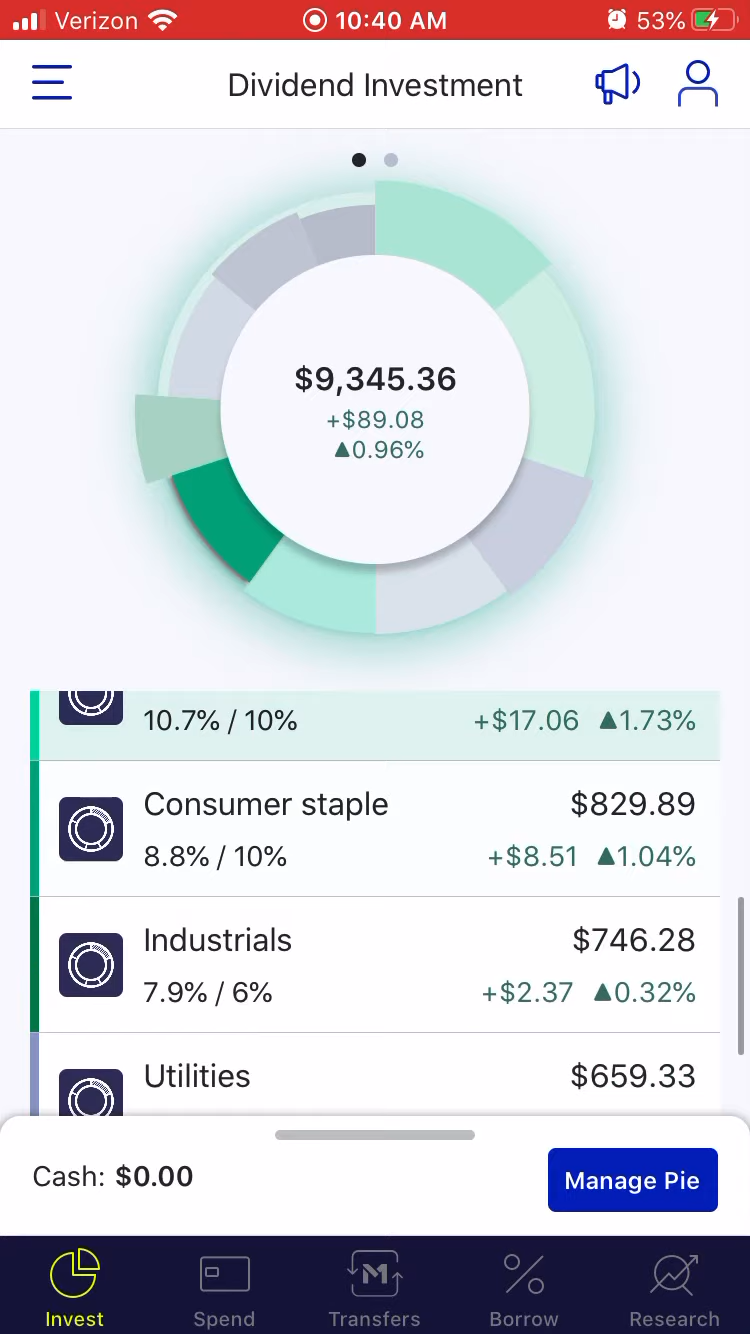 Verizon 10:40 AM 53%
Dividend Investment
$9,345.36
+$89.08
▲0.96%
10.7% / 10% +$17.06 ▲1.73%
Consumer staple $829.89
8.8% / 10% +$8.51 ▲1.04%
Industrials $746.28
7.9% / 6% +$2.37 ▲0.32%
Utilities $659.33
Cash: $0.00 Manage Pie
Invest Spend Transfers Borrow Research